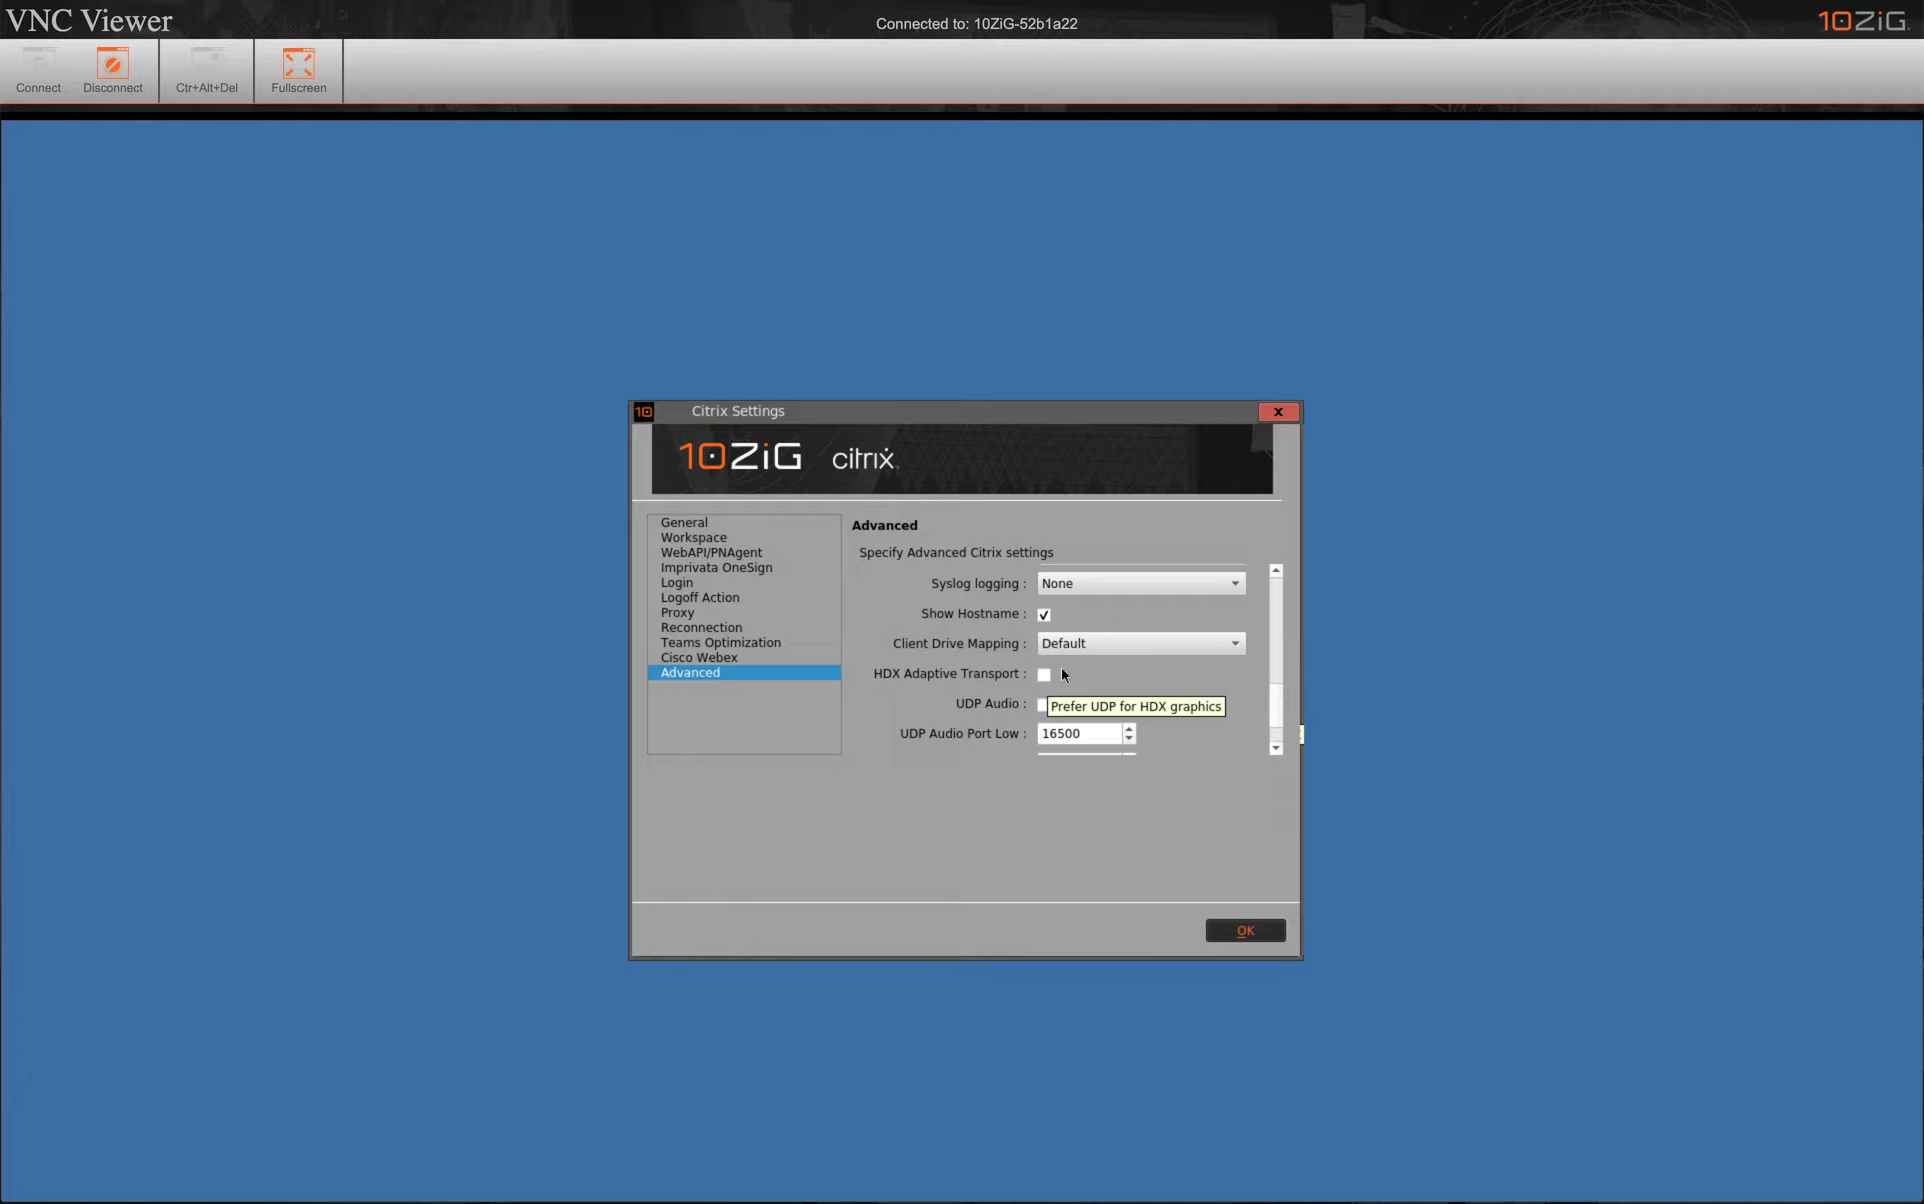 VNC Viewer
Connected to: 10ZiG-52b1a22
10ZiG
Connect
Disconnect
Ctr+Alt+Del
Fullscreen
10
Citrix Settings
x
10ZiG
citrix
General
Workspace
WebAPI/PNAgent
Imprivata OneSign
Login
Logoff Action
Proxy
Reconnection
Teams Optimization
Cisco Webex
Advanced
Advanced
Specify Advanced Citrix settings
Syslog logging :
None
Show Hostname :
Client Drive Mapping :
Default
HDX Adaptive Transport :
UDP Audio :
Prefer UDP for HDX graphics
UDP Audio Port Low :
16500
OK